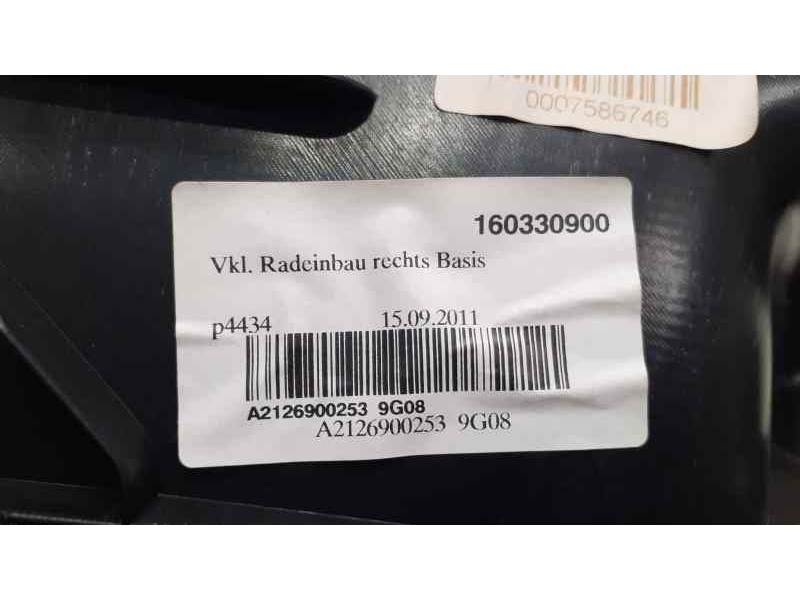 0007586746
160330900
Vkl. Radeinbau rechts Basis
p4434 15.09.2011
A2126900253 9G08
A2126900253 9G08